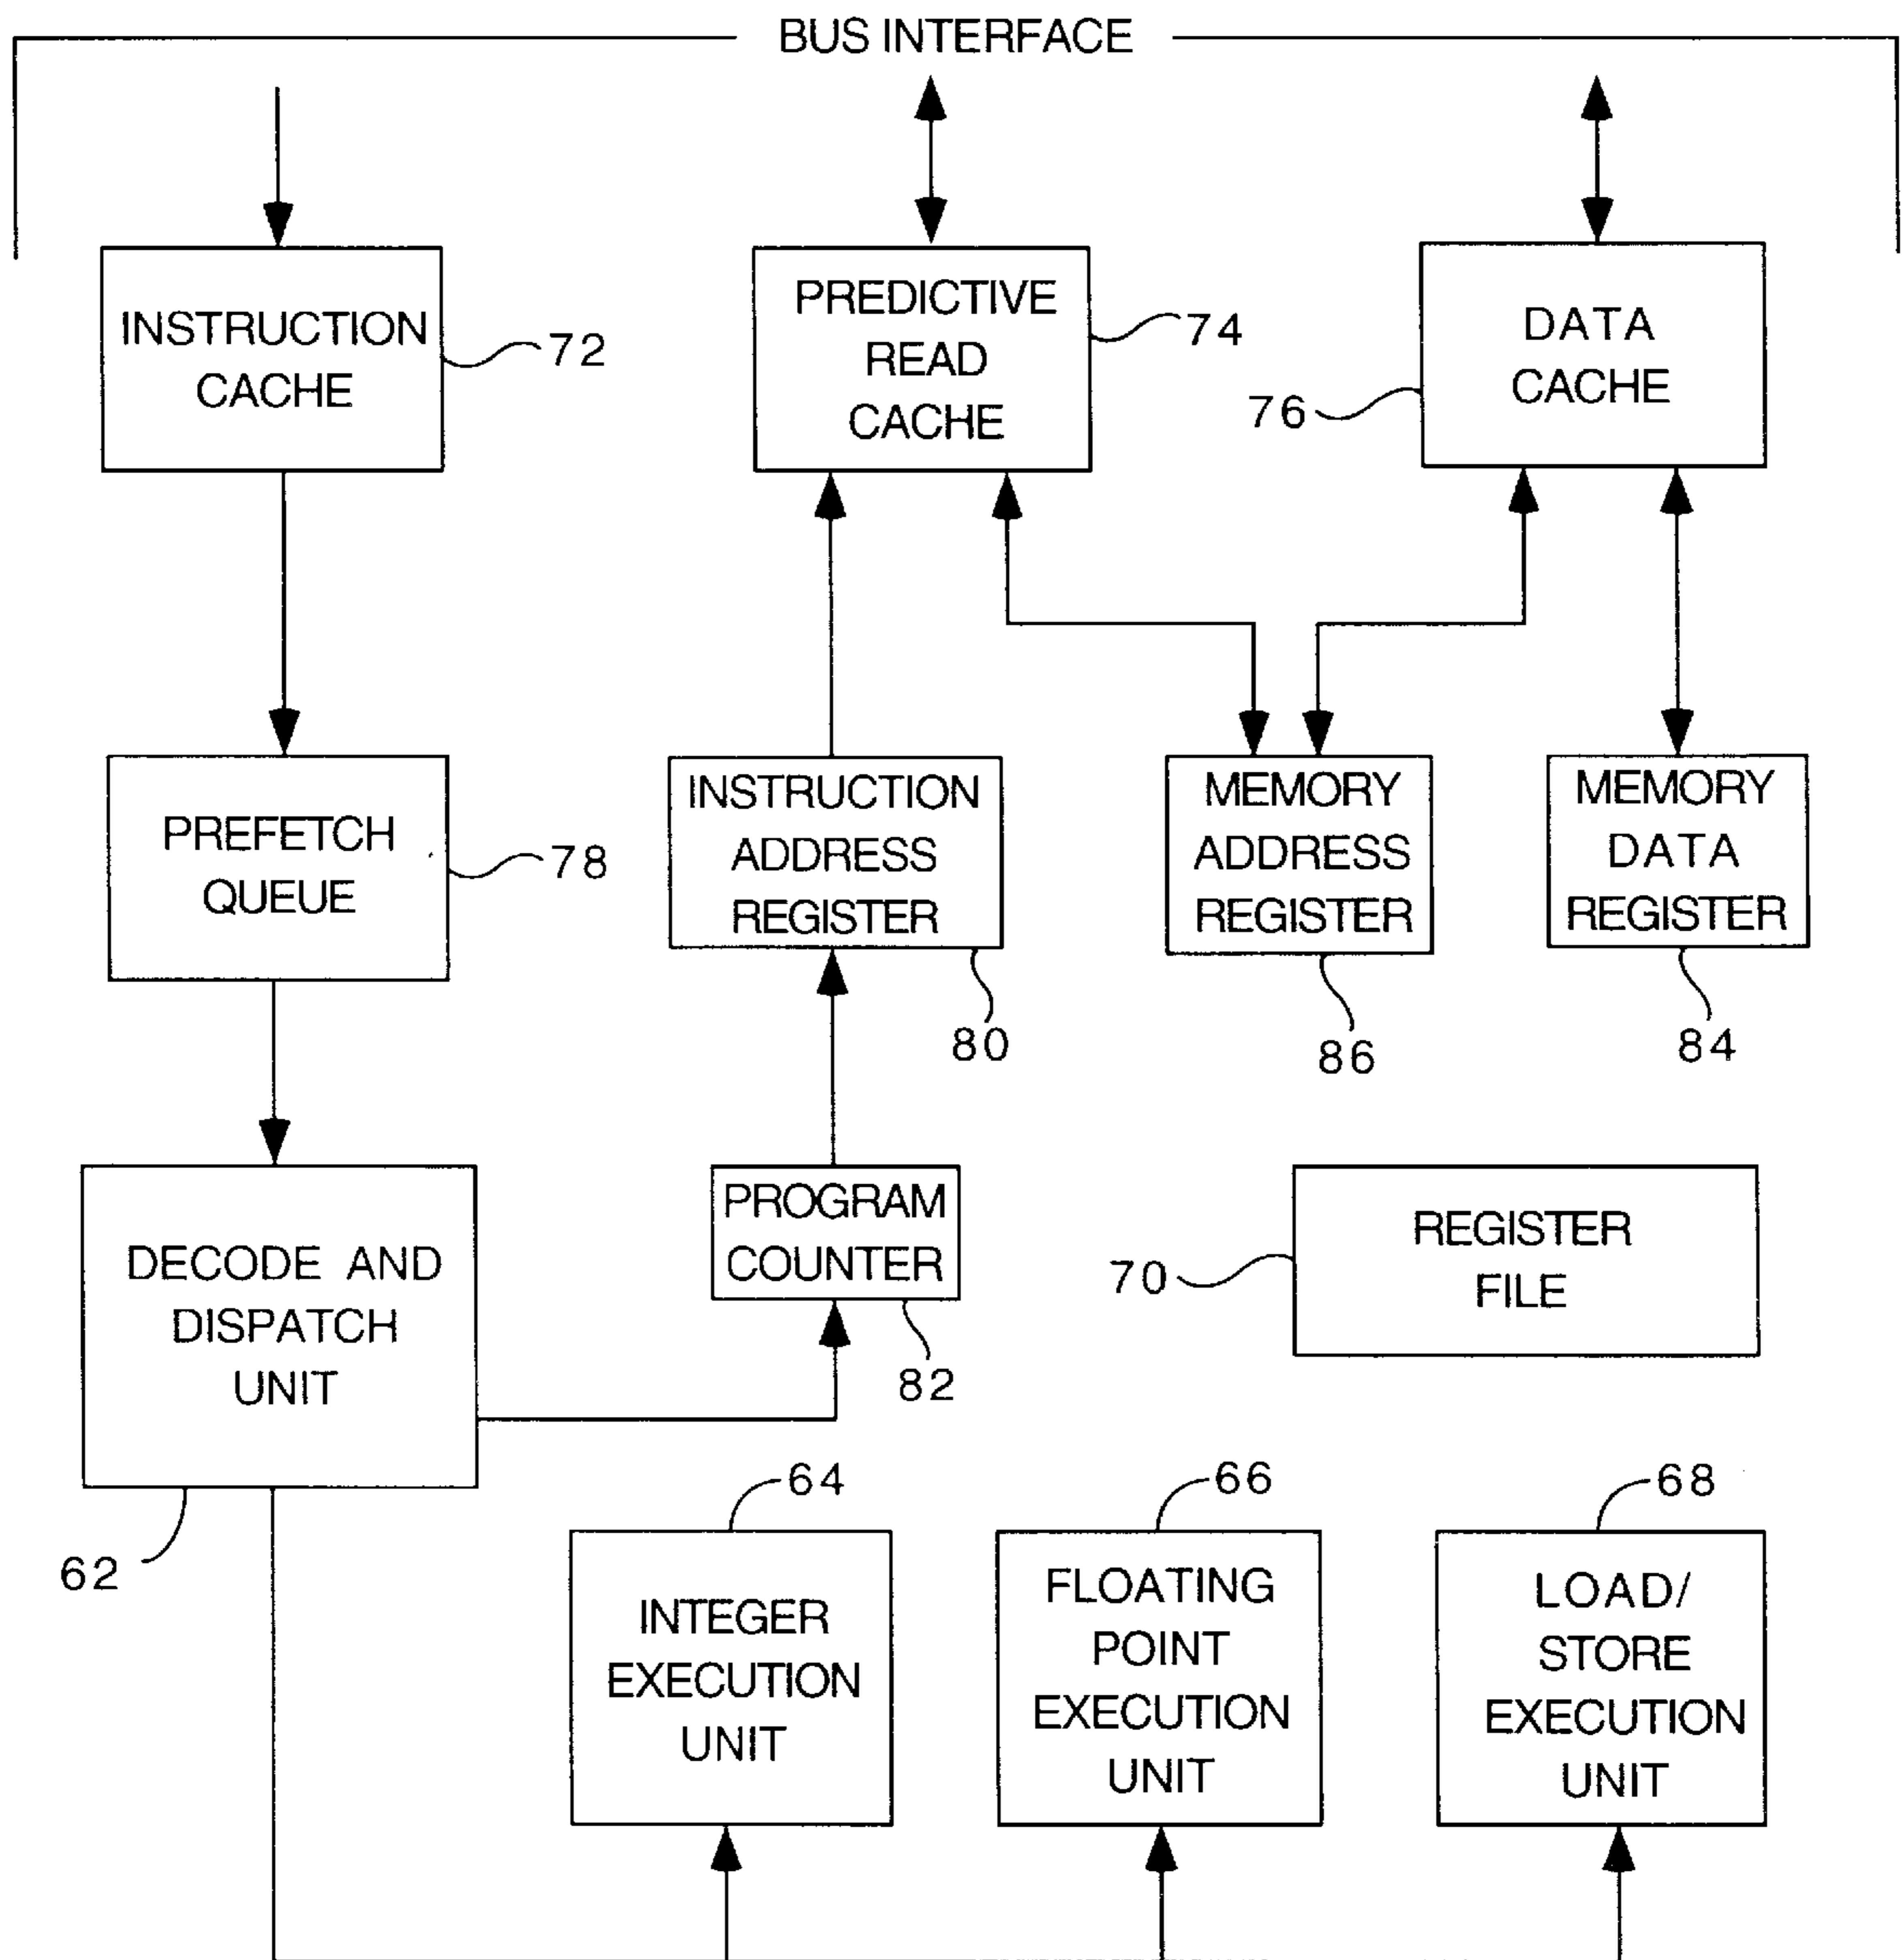 BUS INTERFACE
INSTRUCTION
CACHE
72
PREDICTIVE
READ
CACHE
74
DATA
CACHE
76
PREFETCH
QUEUE
78
INSTRUCTION
ADDRESS
REGISTER
80
MEMORY
ADDRESS
REGISTER
86
MEMORY
DATA
REGISTER
84
DECODE AND
DISPATCH
UNIT
62
PROGRAM
COUNTER
82
REGISTER
FILE
70
64
INTEGER
EXECUTION
UNIT
66
FLOATING
POINT
EXECUTION
UNIT
68
LOAD/
STORE
EXECUTION
UNIT